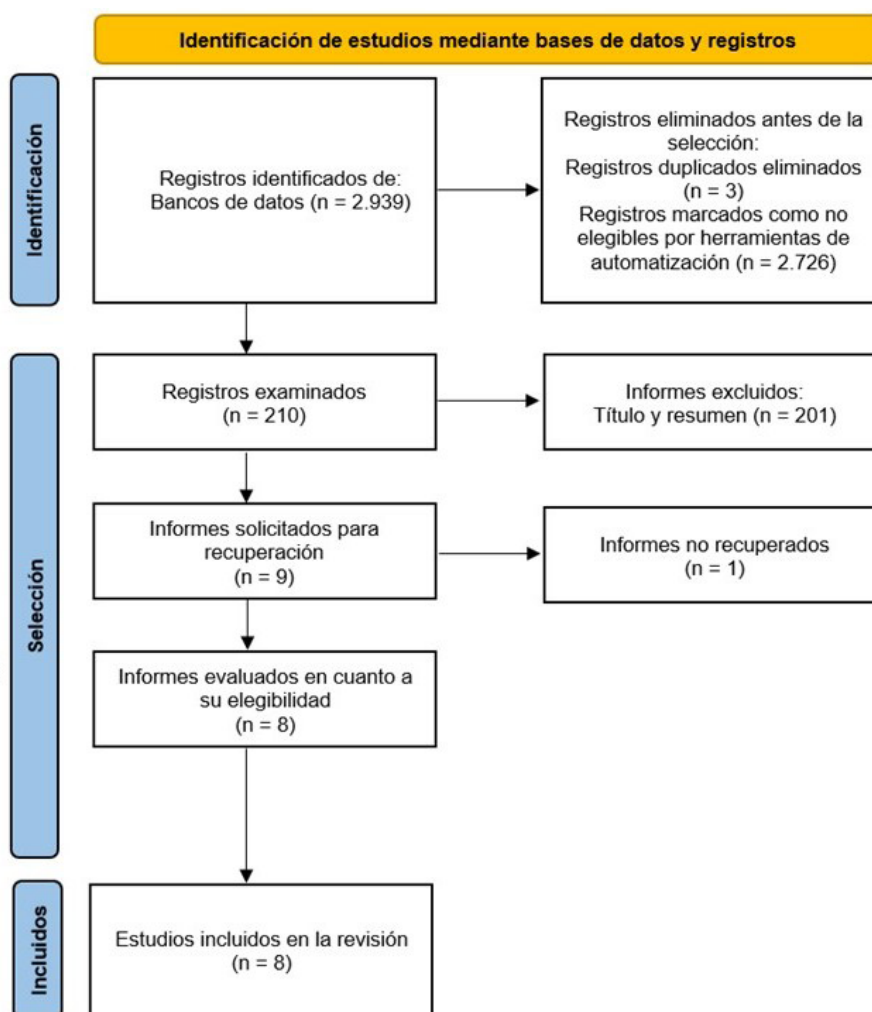 Identificación de estudios mediante bases de datos y registros
Identificación
Registros identificados de:
Bancos de datos (n = 2.939)
Registros eliminados antes de la
selección:
Registros duplicados eliminados
(n = 3)
Registros marcados como no
elegibles por herramientas de
automatización (n = 2.726)
Selección
Registros examinados
(n = 210)
Informes excluidos:
Título y resumen (n = 201)
Informes solicitados para
recuperación
(n = 9)
Informes no recuperados
(n = 1)
Informes evaluados en cuanto a
su elegibilidad
(n = 8)
Incluidos
Estudios incluidos en la revisión
(n = 8)